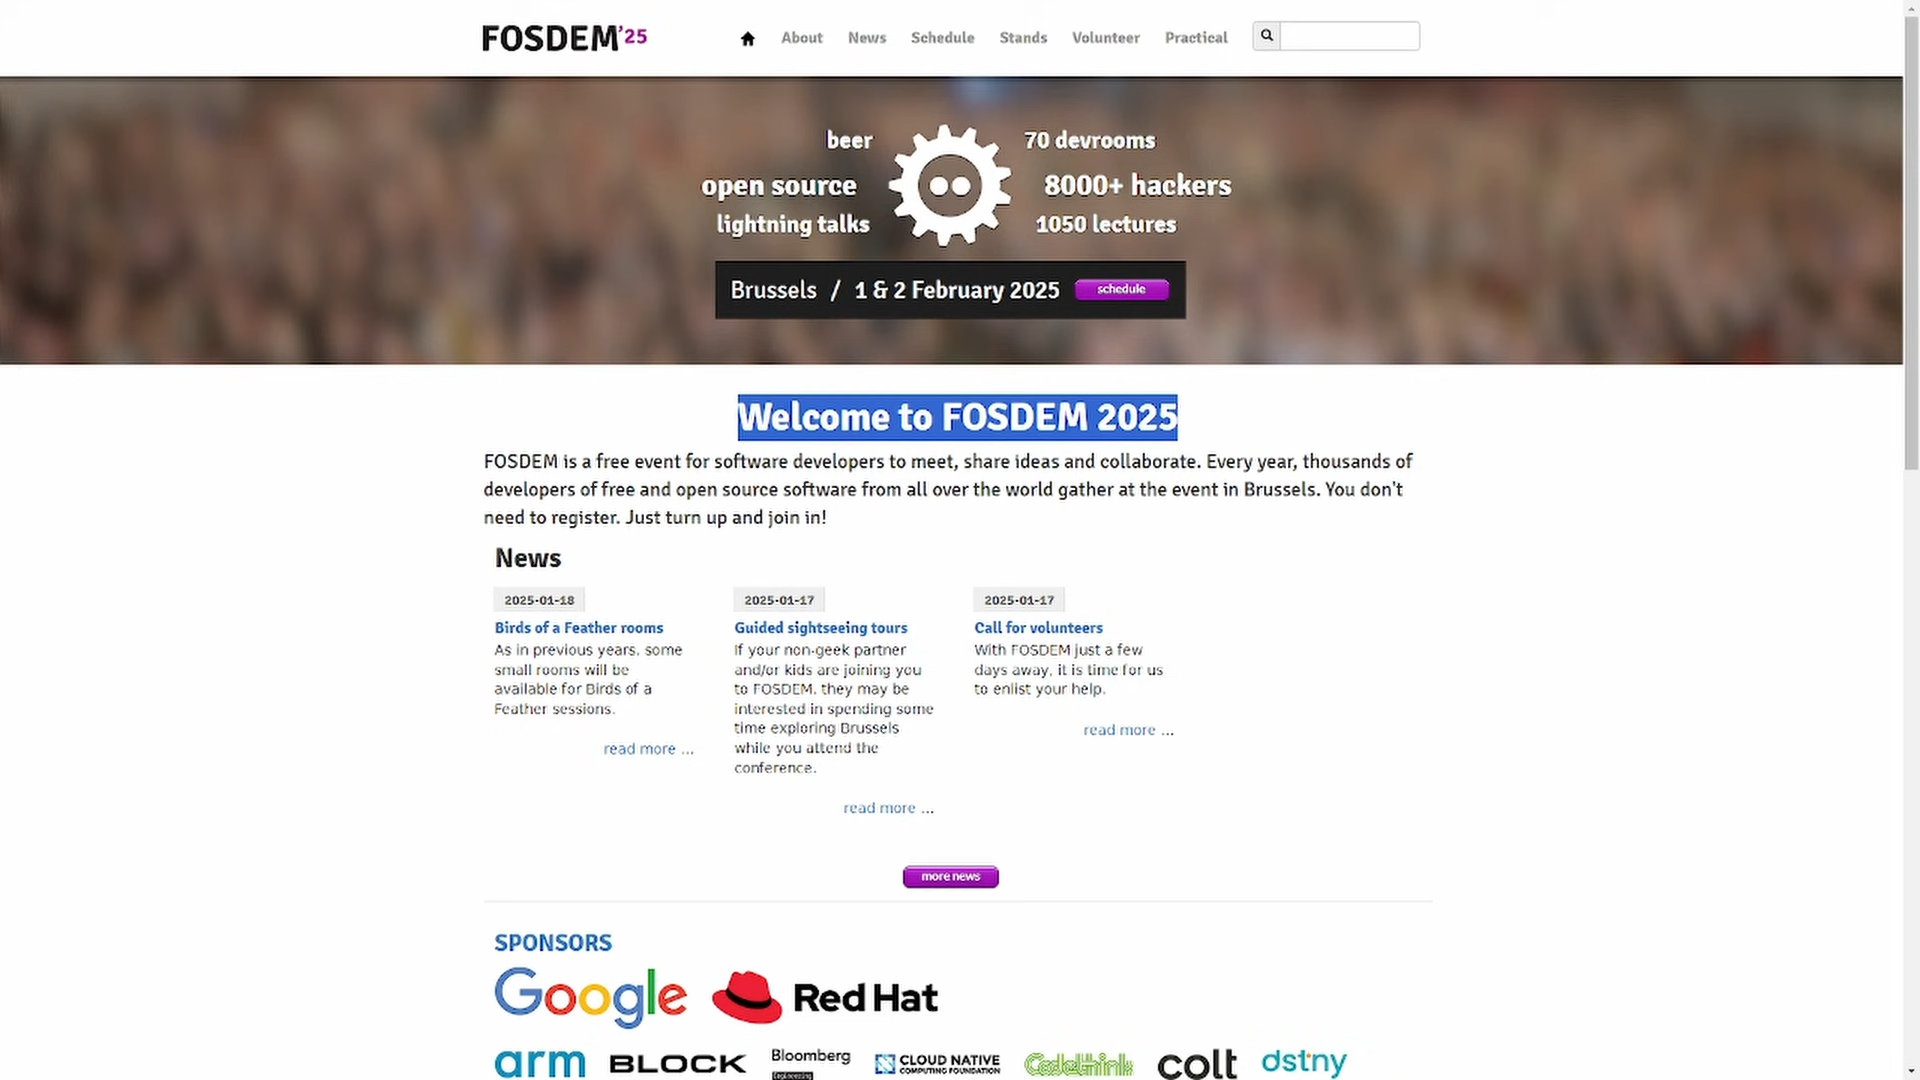 FOSDEM'25
About
News
Schedule
Stands
Volunteer
Practical
beer
70 devrooms
open source
8000+ hackers
lightning talks
1050 lectures
Brussels / 1 & 2 February 2025
schedule
Welcome to FOSDEM 2025
FOSDEM is a free event for software developers to meet, share ideas and collaborate. Every year, thousands of
developers of free and open source software from all over the world gather at the event in Brussels. You don't
need to register. Just turn up and join in!
News
2025-01-18
Birds of a Feather rooms
As in previous years, some
small rooms will be
available for Birds of a
Feather sessions.
read more ...
2025-01-17
Guided sightseeing tours
If your non-geek partner
and/or kids are joining you
to FOSDEM, they may be
interested in spending some
time exploring Brussels
while you attend the
conference.
read more ...
2025-01-17
Call for volunteers
With FOSDEM just a few
days away, it is time for us
to enlist your help.
read more ...
more news
SPONSORS
Google
Red Hat
arm
BLOCK
Bloomberg
Engineering
CLOUD NATIVE
COMPUTING FOUNDATION
Codethink
colt
dstny